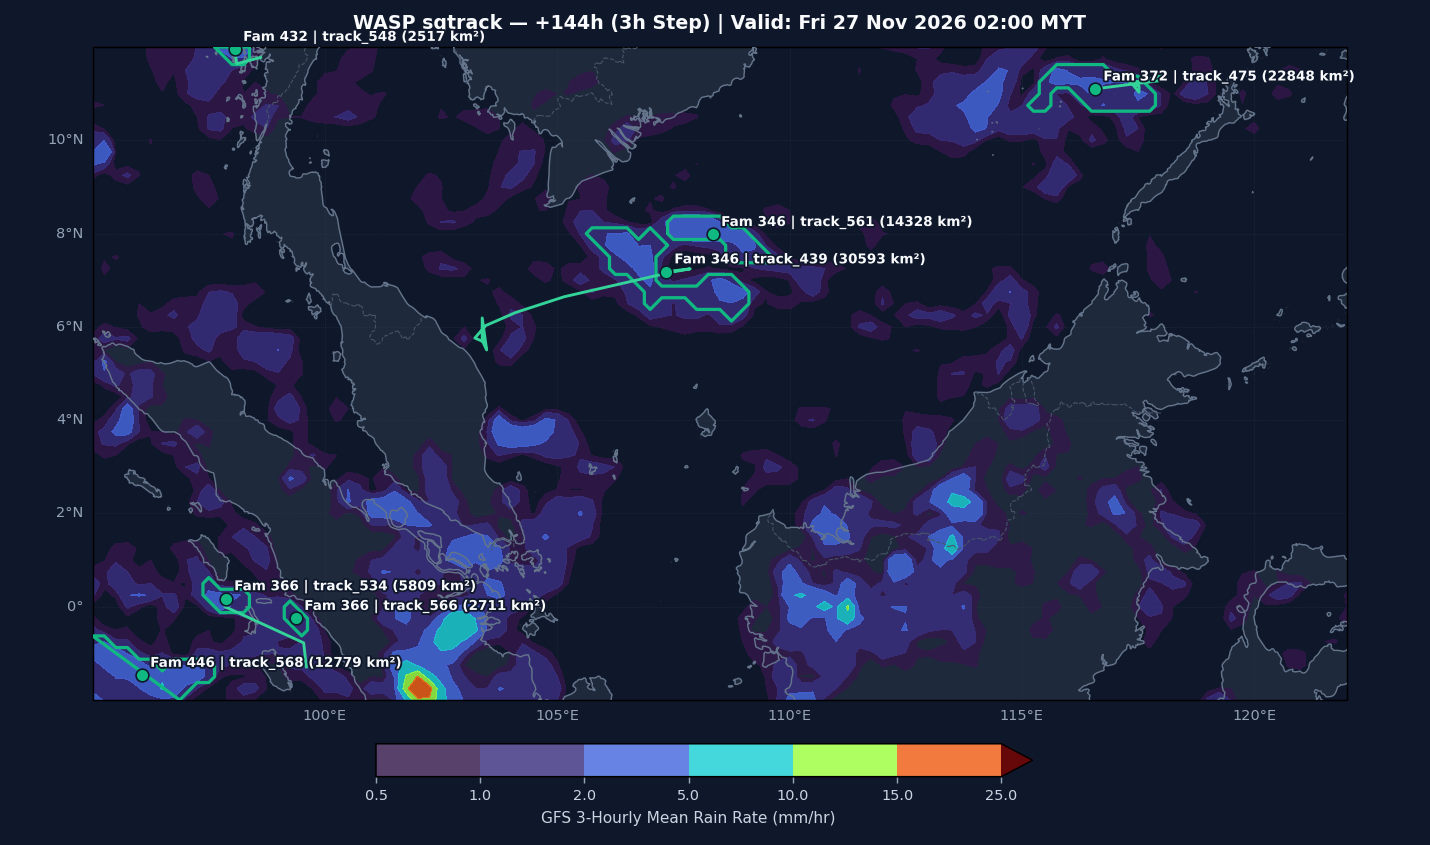 WASP sqtrack — +144h (3h Step) | Valid: Fri 27 Nov 2026 02:00 MYT
Fam 432 | track_548 (2517 km²)
Fam 372 | track_475 (22848 km²)
10°N
8°N
Fam 346 | track_561 (14328 km²)
Fam 346 | track_439 (30593 km²)
6°N
4°N
2°N
Fam 366 | track_534 (5809 km²)
0°
Fam 366 | track_566 (2711 km²)
Fam 446 | track_568 (12779 km²)
100°E 105°E 110°E 115°E 120°E
0.5 1.0 2.0 5.0 10.0 15.0 25.0
GFS 3-Hourly Mean Rain Rate (mm/hr)